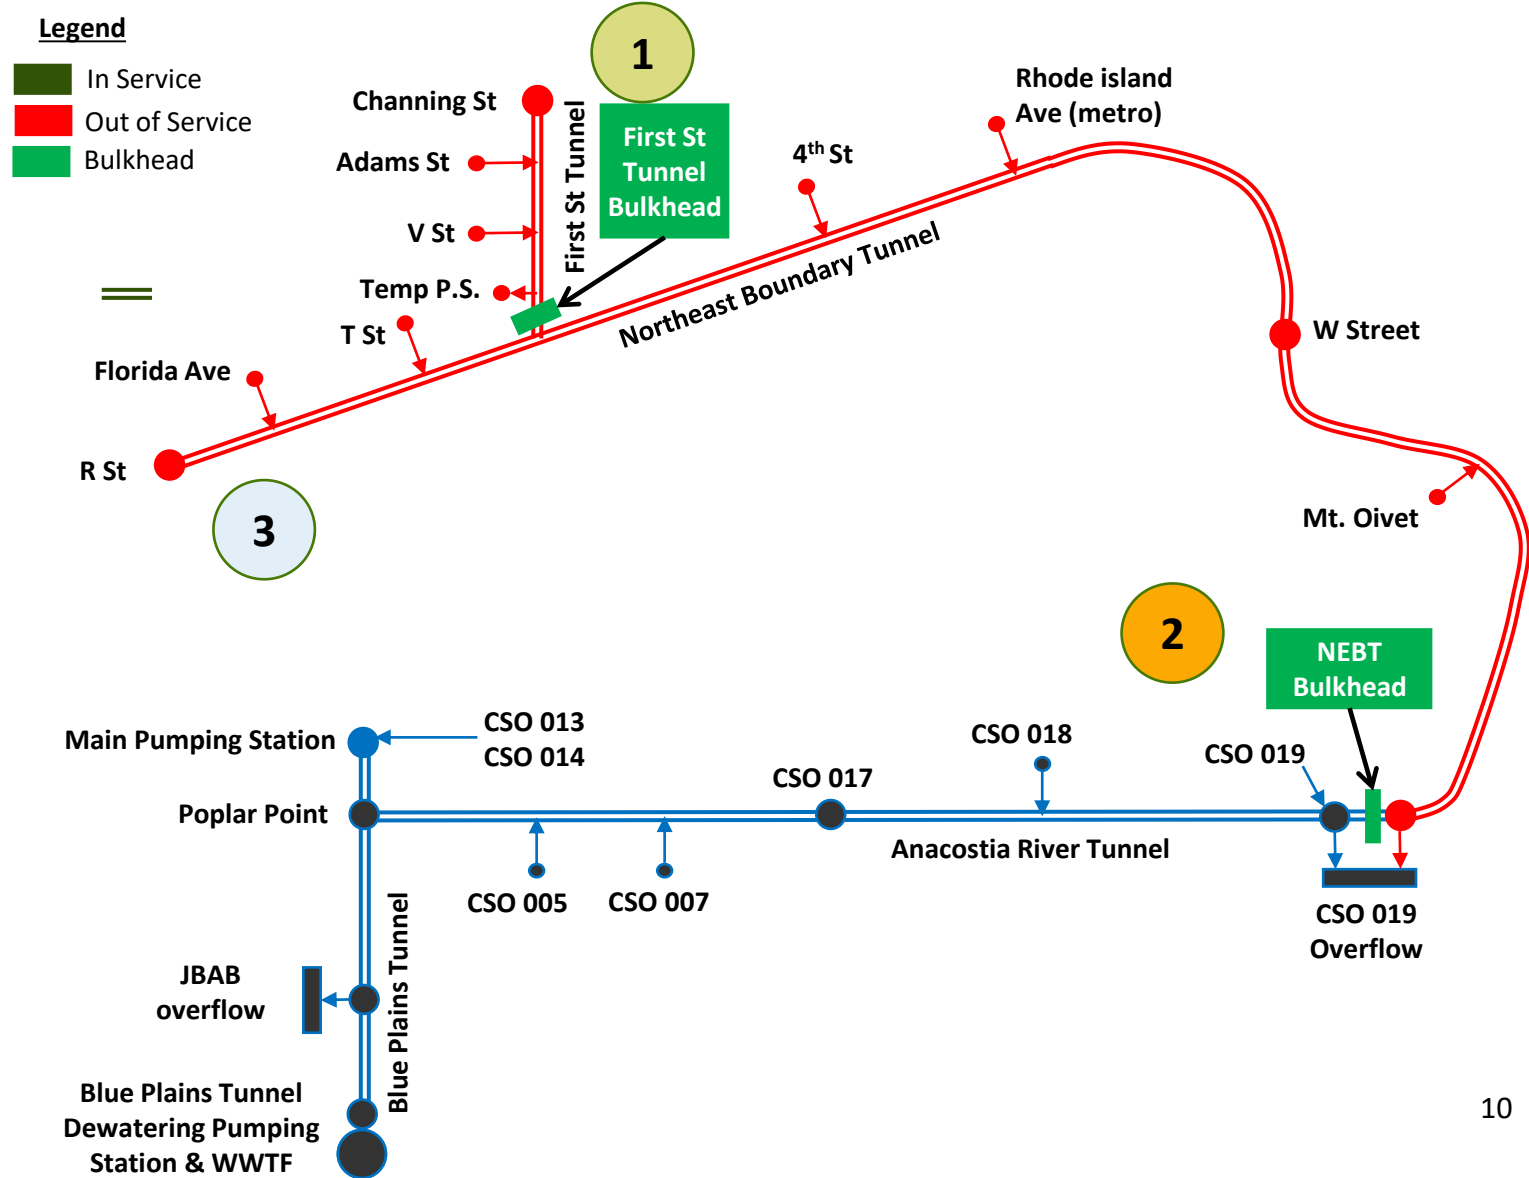 Legend
In Service
Out of Service
Bulkhead
1
First St
Tunnel
Bulkhead
Channing St
Adams St
V St
Temp P.S.
First St Tunnel
T St
Florida Ave
R St
3
4th St
Rhode island
Ave (metro)
Northeast Boundary Tunnel
W Street
Mt. Oivet
2
NEBT
Bulkhead
Main Pumping Station
CSO 013
CSO 014
Poplar Point
CSO 005
CSO 007
CSO 017
CSO 018
CSO 019
Anacostia River Tunnel
CSO 019
Overflow
JBAB
overflow
Blue Plains Tunnel
Blue Plains Tunnel
Dewatering Pumping
Station & WWTF
10